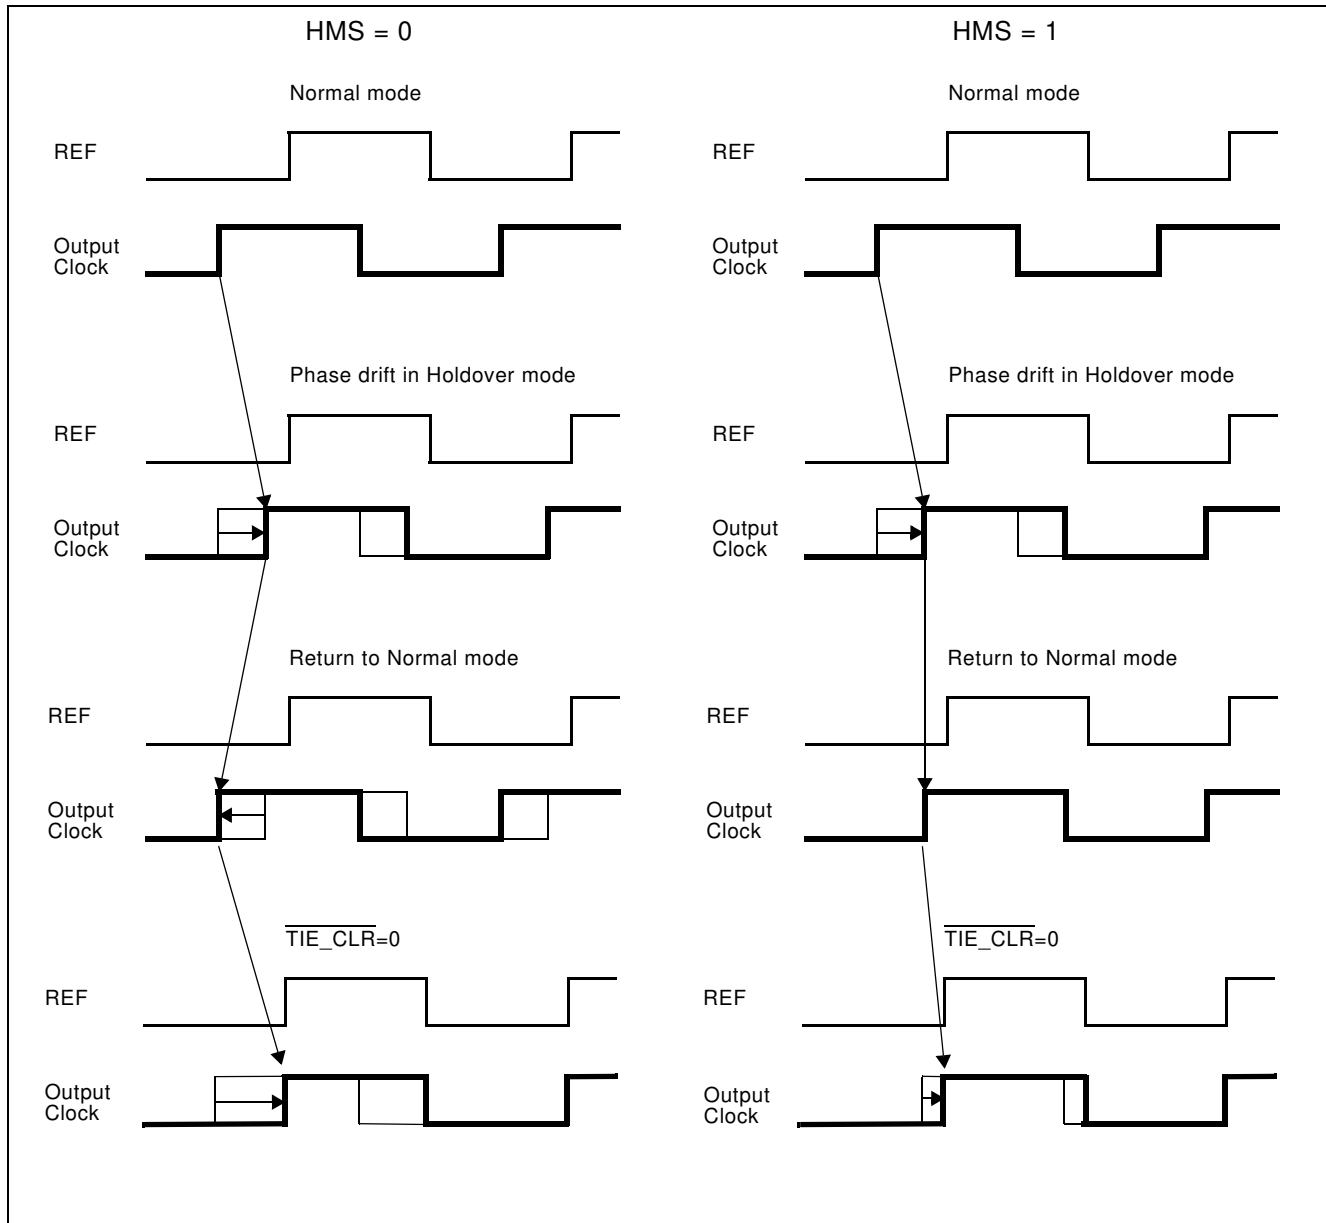 HMS = 0
Normal mode
REF
Output
Clock
Phase drift in Holdover mode
REF
Output
Clock
Return to Normal mode
REF
Output
Clock
TIE_CLR=0
REF
Output
Clock
HMS = 1
Normal mode
REF
Output
Clock
Phase drift in Holdover mode
REF
Output
Clock
Return to Normal mode
REF
Output
Clock
TIE_CLR=0
REF
Output
Clock